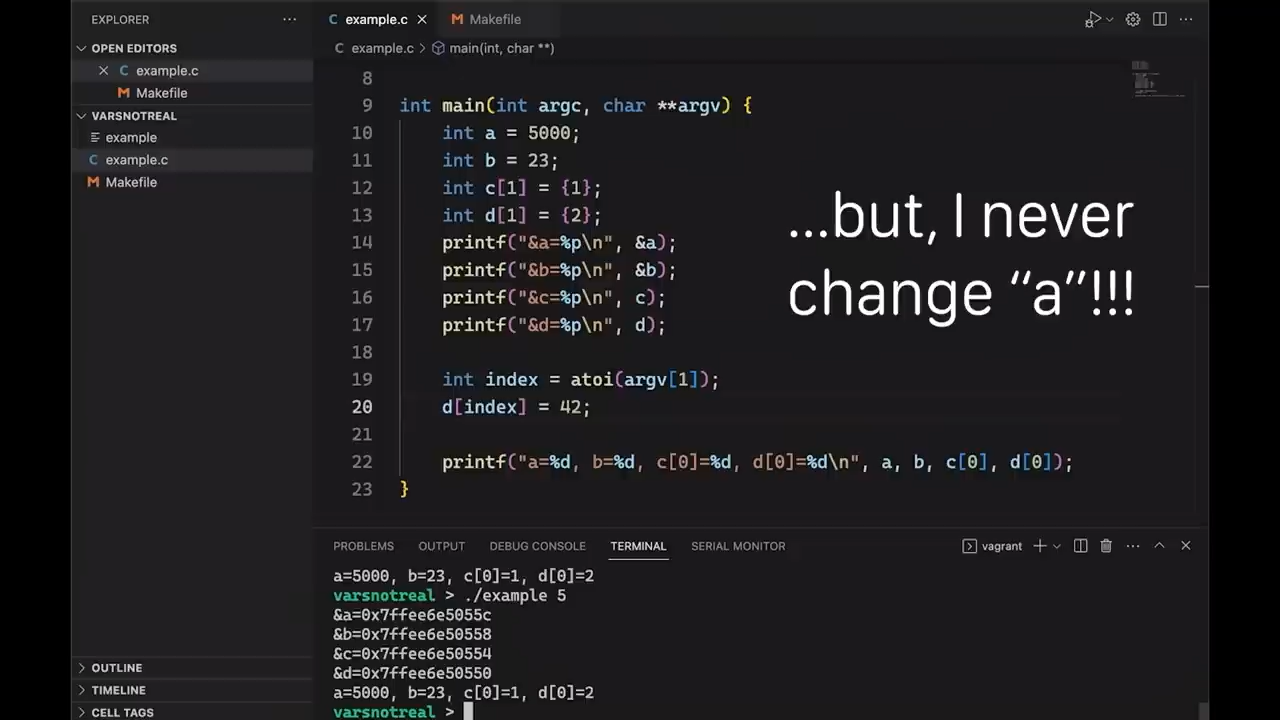 EXPLORER
OPEN EDITORS
example.c
Makefile
VARSNOTREAL
example
example.c
Makefile
OUTLINE
TIMELINE
CELL TAGS
example.c
Makefile
example.c > main(int, char **)
8
9 int main(int argc, char **argv) {
10 int a = 5000;
11 int b = 23;
12 int c[1] = {1};
13 int d[1] = {2};
14 printf("&a=%p\n", &a);
15 printf("&b=%p\n", &b);
16 printf("&c=%p\n", c);
17 printf("&d=%p\n", d);
18
19 int index = atoi(argv[1]);
20 d[index] = 42;
21
22 printf("a=%d, b=%d, c[0]=%d, d[0]=%d\n", a, b, c[0], d[0]);
23 }
...but, I never
change “a”!!!
PROBLEMS OUTPUT DEBUG CONSOLE TERMINAL SERIAL MONITOR
vagrant
a=5000, b=23, c[0]=1, d[0]=2
varsnotreal > ./example 5
&a=0x7ffee6e5055c
&b=0x7ffee6e50558
&c=0x7ffee6e50554
&d=0x7ffee6e50550
a=5000, b=23, c[0]=1, d[0]=2
varsnotreal >